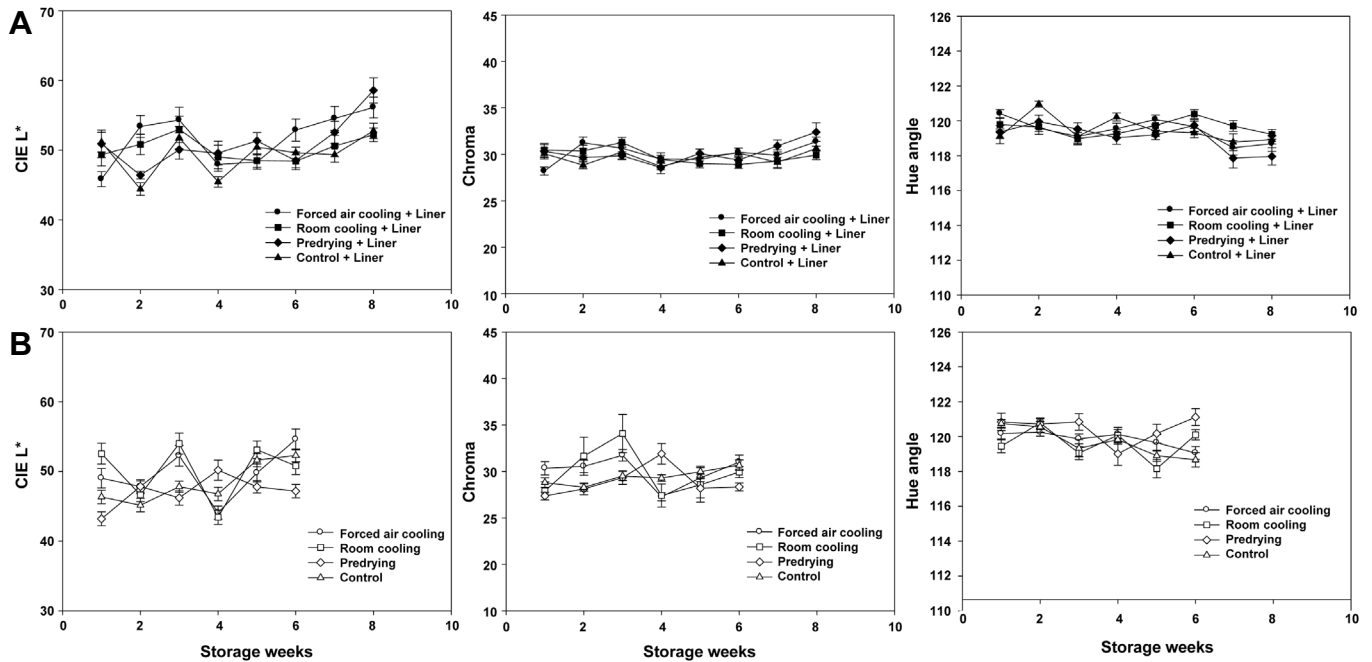 A
CIE L*
70
60
50
40
30
0
2
4
6
8
10
Forced air cooling + Liner
Room cooling + Liner
Predrying + Liner
Control + Liner
Chroma
45
40
35
30
25
20
15
10
0
2
4
6
8
10
Forced air cooling + Liner
Room cooling + Liner
Predrying + Liner
Control + Liner
Hue angle
126
124
122
120
118
116
114
112
110
0
2
4
6
8
10
Forced air cooling + Liner
Room cooling + Liner
Predrying + Liner
Control + Liner
B
CIE L*
70
60
50
40
30
0
2
4
6
8
10
Storage weeks
Forced air cooling
Room cooling
Predrying
Control
Chroma
45
40
35
30
25
20
15
10
0
2
4
6
8
10
Storage weeks
Forced air cooling
Room cooling
Predrying
Control
Hue angle
126
124
122
121
120
118
116
114
112
110
0
2
4
6
8
10
Storage weeks
Forced air cooling
Room cooling
Predrying
Control